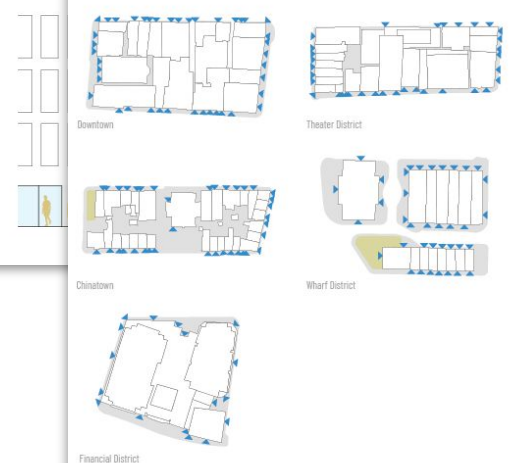 Downtown
Theater District
Chinatown
Wharf District
Financial District